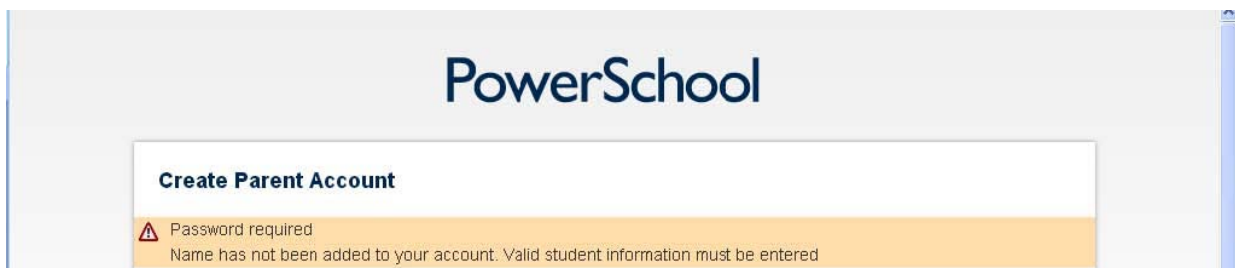 PowerSchool
Create Parent Account
Password required
Name has not been added to your account. Valid student information must be entered